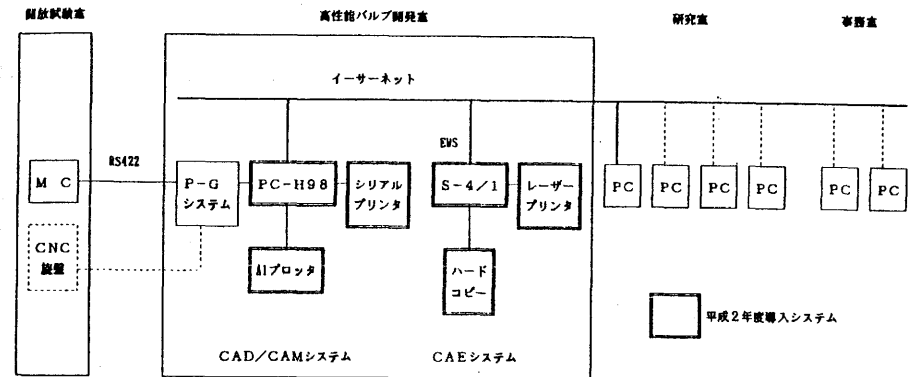 開放試験室
高性能バルブ開発室
研究室
事務室
イーサーネット
RS422
EWS
MC
P-G
システム
PC-H98
シリアル
プリンタ
S-4/1
レーザー
プリンタ
PC
PC
PC
PC
PC
PC
CNC
旋盤
A1プロッタ
ハード
コピー
平成2年度導入システム
CAD/CAMシステム
CAEシステム